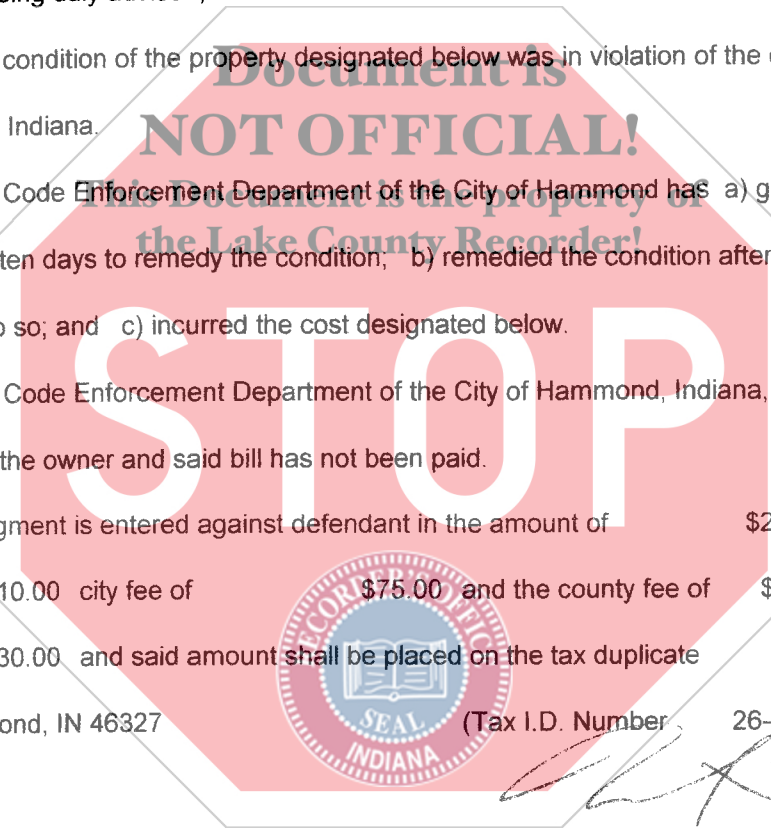 condition of the property designated below was in violation of the
Document is
Indiana.
NOT OFFICIAL!
Code Enforcement Department of the City of Hammond has a) g
This Document is the property of
ten days to remedy the condition; b) remedied the condition after
the Lake County Recorder!
o so; and c) incurred the cost designated below.
STOP
Code Enforcement Department of the City of Hammond, Indiana,
the owner and said bill has not been paid.
gment is entered against defendant in the amount of $2
10.00 city fee of $75.00 and the county fee of $
30.00 and said amount shall be placed on the tax duplicate
ond, IN 46327 (Tax I.D. Number 26-
RECORDER'S OFFICE
SEAL
INDIANA